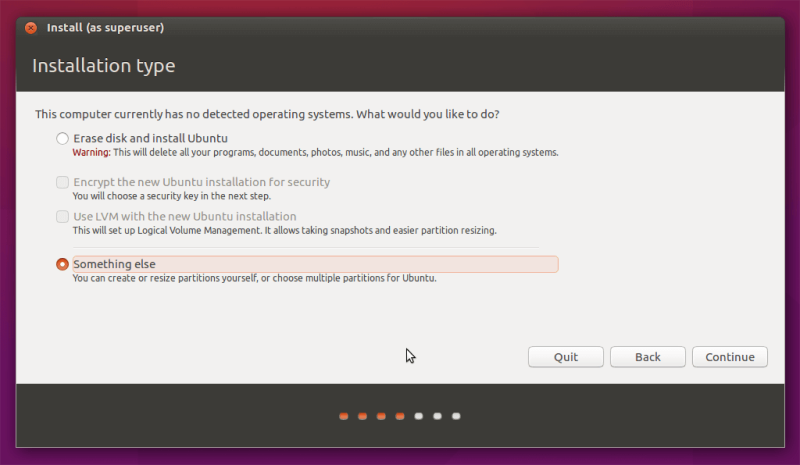 Install (as superuser)
Installation type
This computer currently has no detected operating systems. What would you like to do?
Erase disk and install Ubuntu
Warning: This will delete all your programs, documents, photos, music, and any other files in all operating systems.
Encrypt the new Ubuntu installation for security
You will choose a security key in the next step.
Use LVM with the new Ubuntu installation
This will set up Logical Volume Management. It allows taking snapshots and easier partition resizing.
Something else
You can create or resize partitions yourself, or choose multiple partitions for Ubuntu.
Quit Back Continue